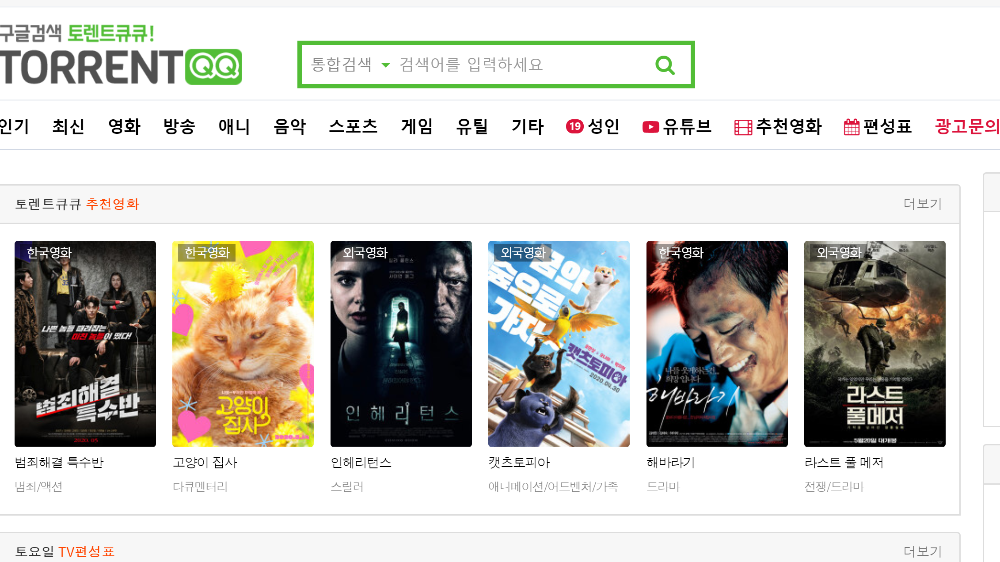 구글검색 토렌트큐큐!
TORRENTQQ
통합검색 검색어를 입력하세요
인기 최신 영화 방송 애니 음악 스포츠 게임 유틸 기타 19 성인 유튜브 추천영화 편성표 광고문의
토렌트큐큐 추천영화 더보기
한국영화 한국영화 외국영화 외국영화 한국영화 외국영화
나쁜 놈들 때려잡는
미친 놈들이 떴다!
범죄해결
특수반
2020. 05
고양이
집사
2020.5.14
인헤리턴스
숲으로
가자
캣츠토피아
2020.04.30
나를 웃게하는건..
희망입니다
해바라기
라스트
풀 메저
5월20일 대개봉
범죄해결 특수반 고양이 집사 인헤리턴스 캣츠토피아 해바라기 라스트 풀 메저
범죄/액션 다큐멘터리 스릴러 애니메이션/어드벤처/가족 드라마 전쟁/드라마
토요일 TV편성표 더보기